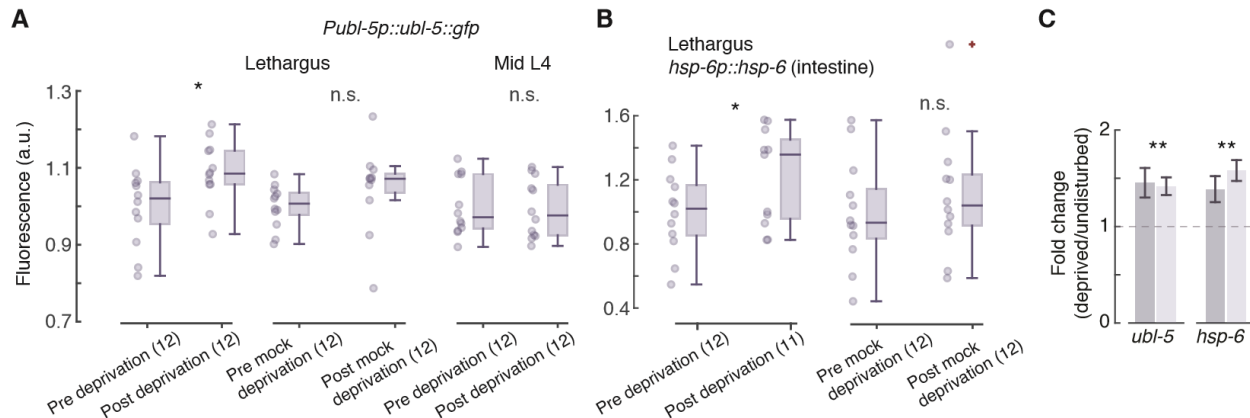 A
Publ-5p::ubl-5::gfp
Lethargus
Mid L4
*
n.s.
n.s.
Fluorescence (a.u.)
1.3
1.1
0.9
0.7
Pre deprivation (12)
Post deprivation (12)
Pre mock
deprivation (12)
Post mock
deprivation (12)
Pre deprivation (12)
Post deprivation (12)
B
Lethargus
hsp-6p::hsp-6 (intestine)
*
n.s.
1.6
1.2
0.8
0.4
Pre deprivation (12)
Post deprivation (11)
Pre mock
deprivation (12)
Post mock
deprivation (12)
C
Fold change
(deprived/undisturbed)
2
1
0
**
**
ubl-5
hsp-6